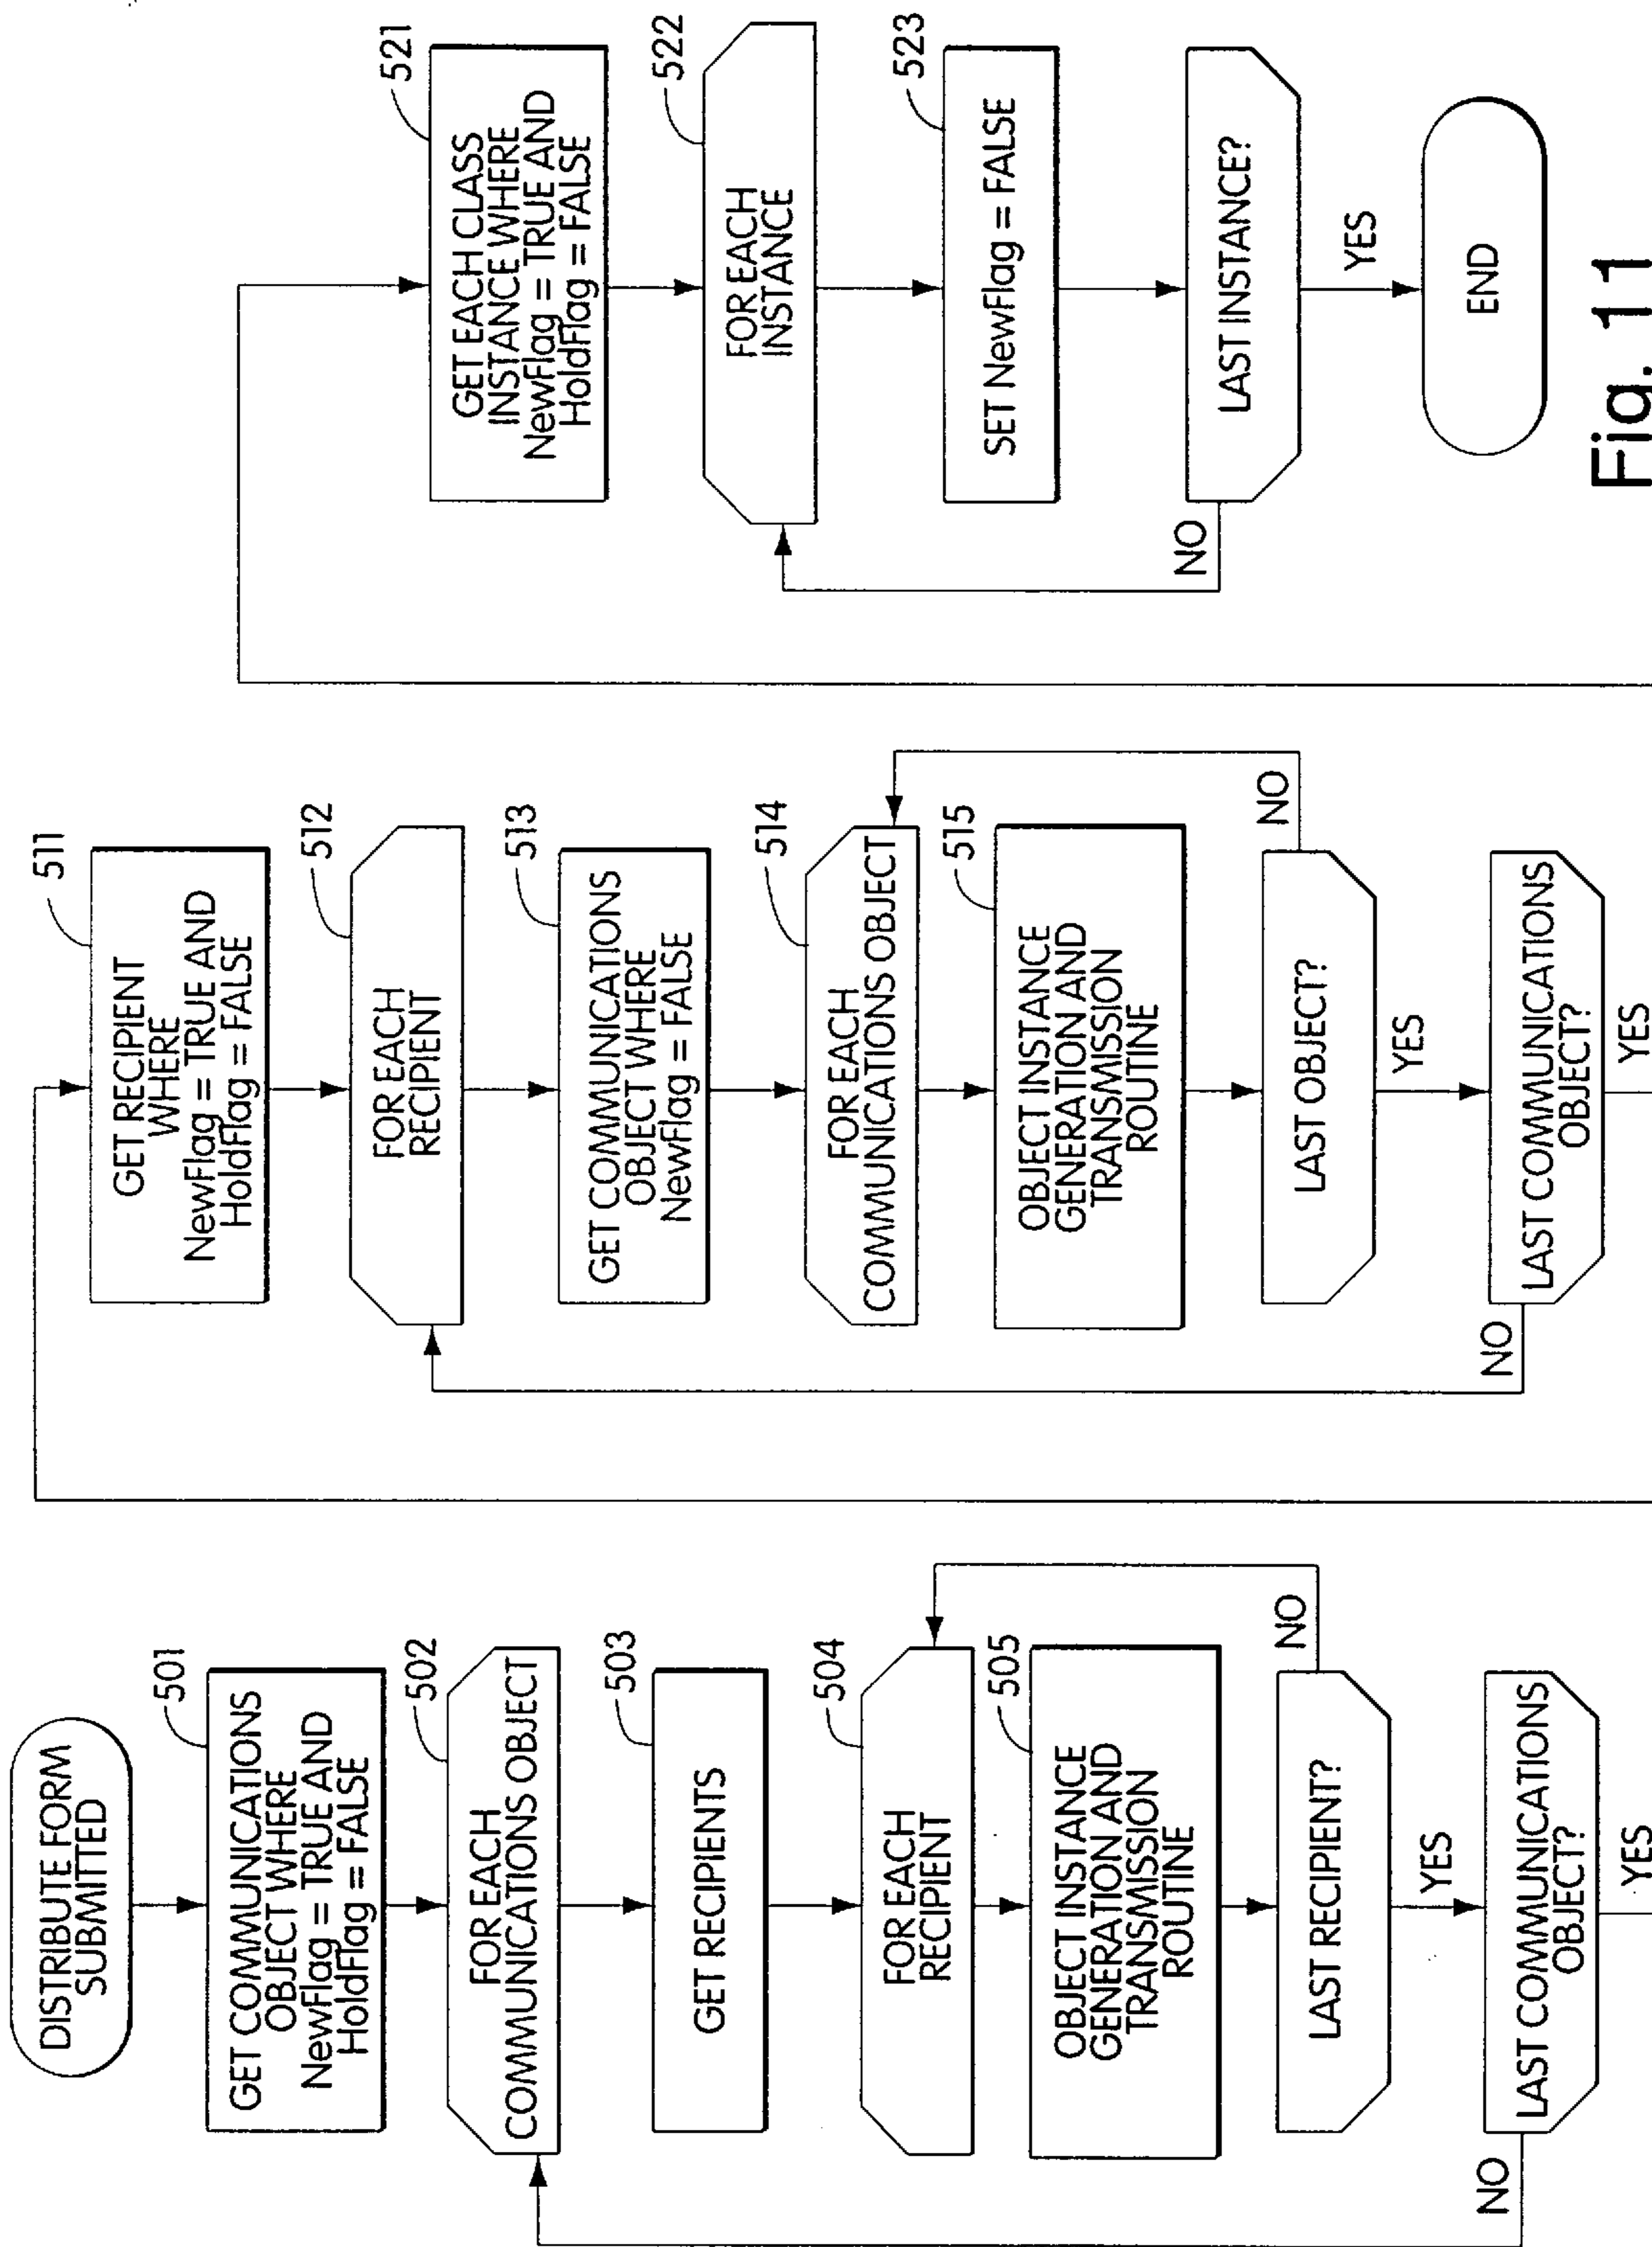 DISTRIBUTE FORM
SUBMITTED
501
GET COMMUNICATIONS
OBJECT WHERE
NewFlag = TRUE AND
HoldFlag = FALSE
502
FOR EACH
COMMUNICATIONS OBJECT
503
GET RECIPIENTS
504
FOR EACH
RECIPIENT
505
OBJECT INSTANCE
GENERATION AND
TRANSMISSION
ROUTINE
LAST RECIPIENT?
NO
YES
LAST COMMUNICATIONS
OBJECT?
NO
YES
511
GET RECIPIENT
WHERE
NewFlag = TRUE AND
HoldFlag = FALSE
512
FOR EACH
RECIPIENT
513
GET COMMUNICATIONS
OBJECT WHERE
NewFlag = FALSE
514
FOR EACH
COMMUNICATIONS OBJECT
515
OBJECT INSTANCE
GENERATION AND
TRANSMISSION
ROUTINE
LAST OBJECT?
NO
YES
LAST COMMUNICATIONS
OBJECT?
NO
YES
521
GET EACH CLASS
INSTANCE WHERE
NewFlag = TRUE AND
HoldFlag = FALSE
522
FOR EACH
INSTANCE
523
SET NewFlag = FALSE
LAST INSTANCE?
NO
YES
END
Fig. 11